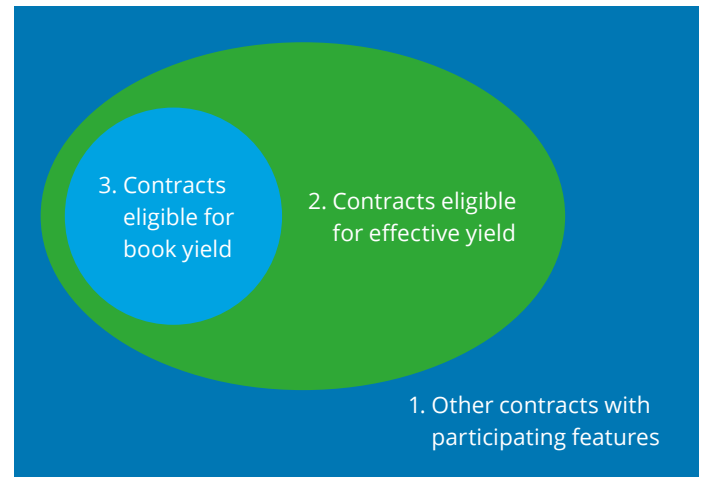 3. Contracts
eligible for
book yield
2. Contracts eligible
for effective yield
1. Other contracts with
participating features